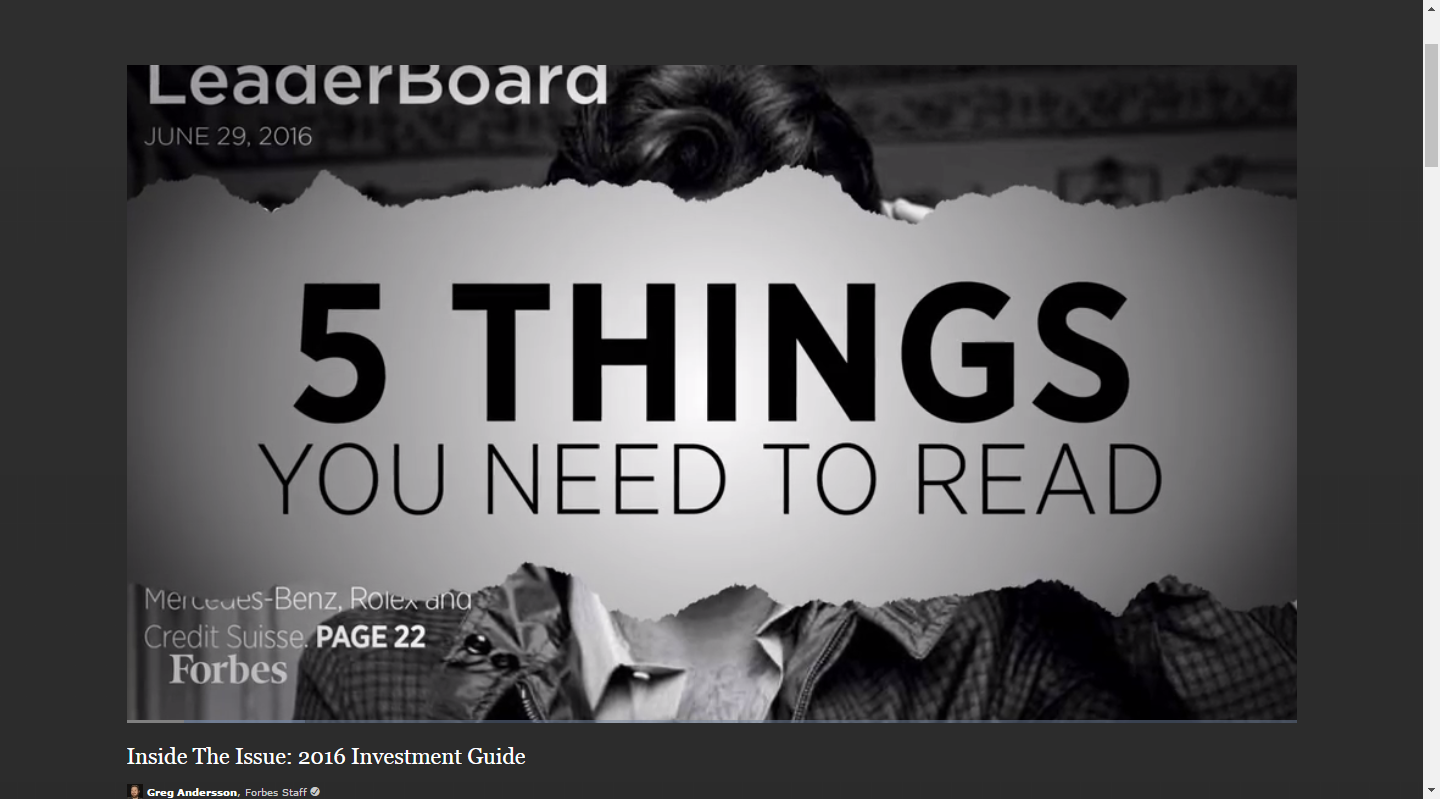 LeaderBoard
JUNE 29, 2016
5 THINGS
YOU NEED TO READ
Mercedes-Benz, Rolex and
Credit Suisse. PAGE 22
Forbes
Inside The Issue: 2016 Investment Guide
Greg Andersson, Forbes Staff